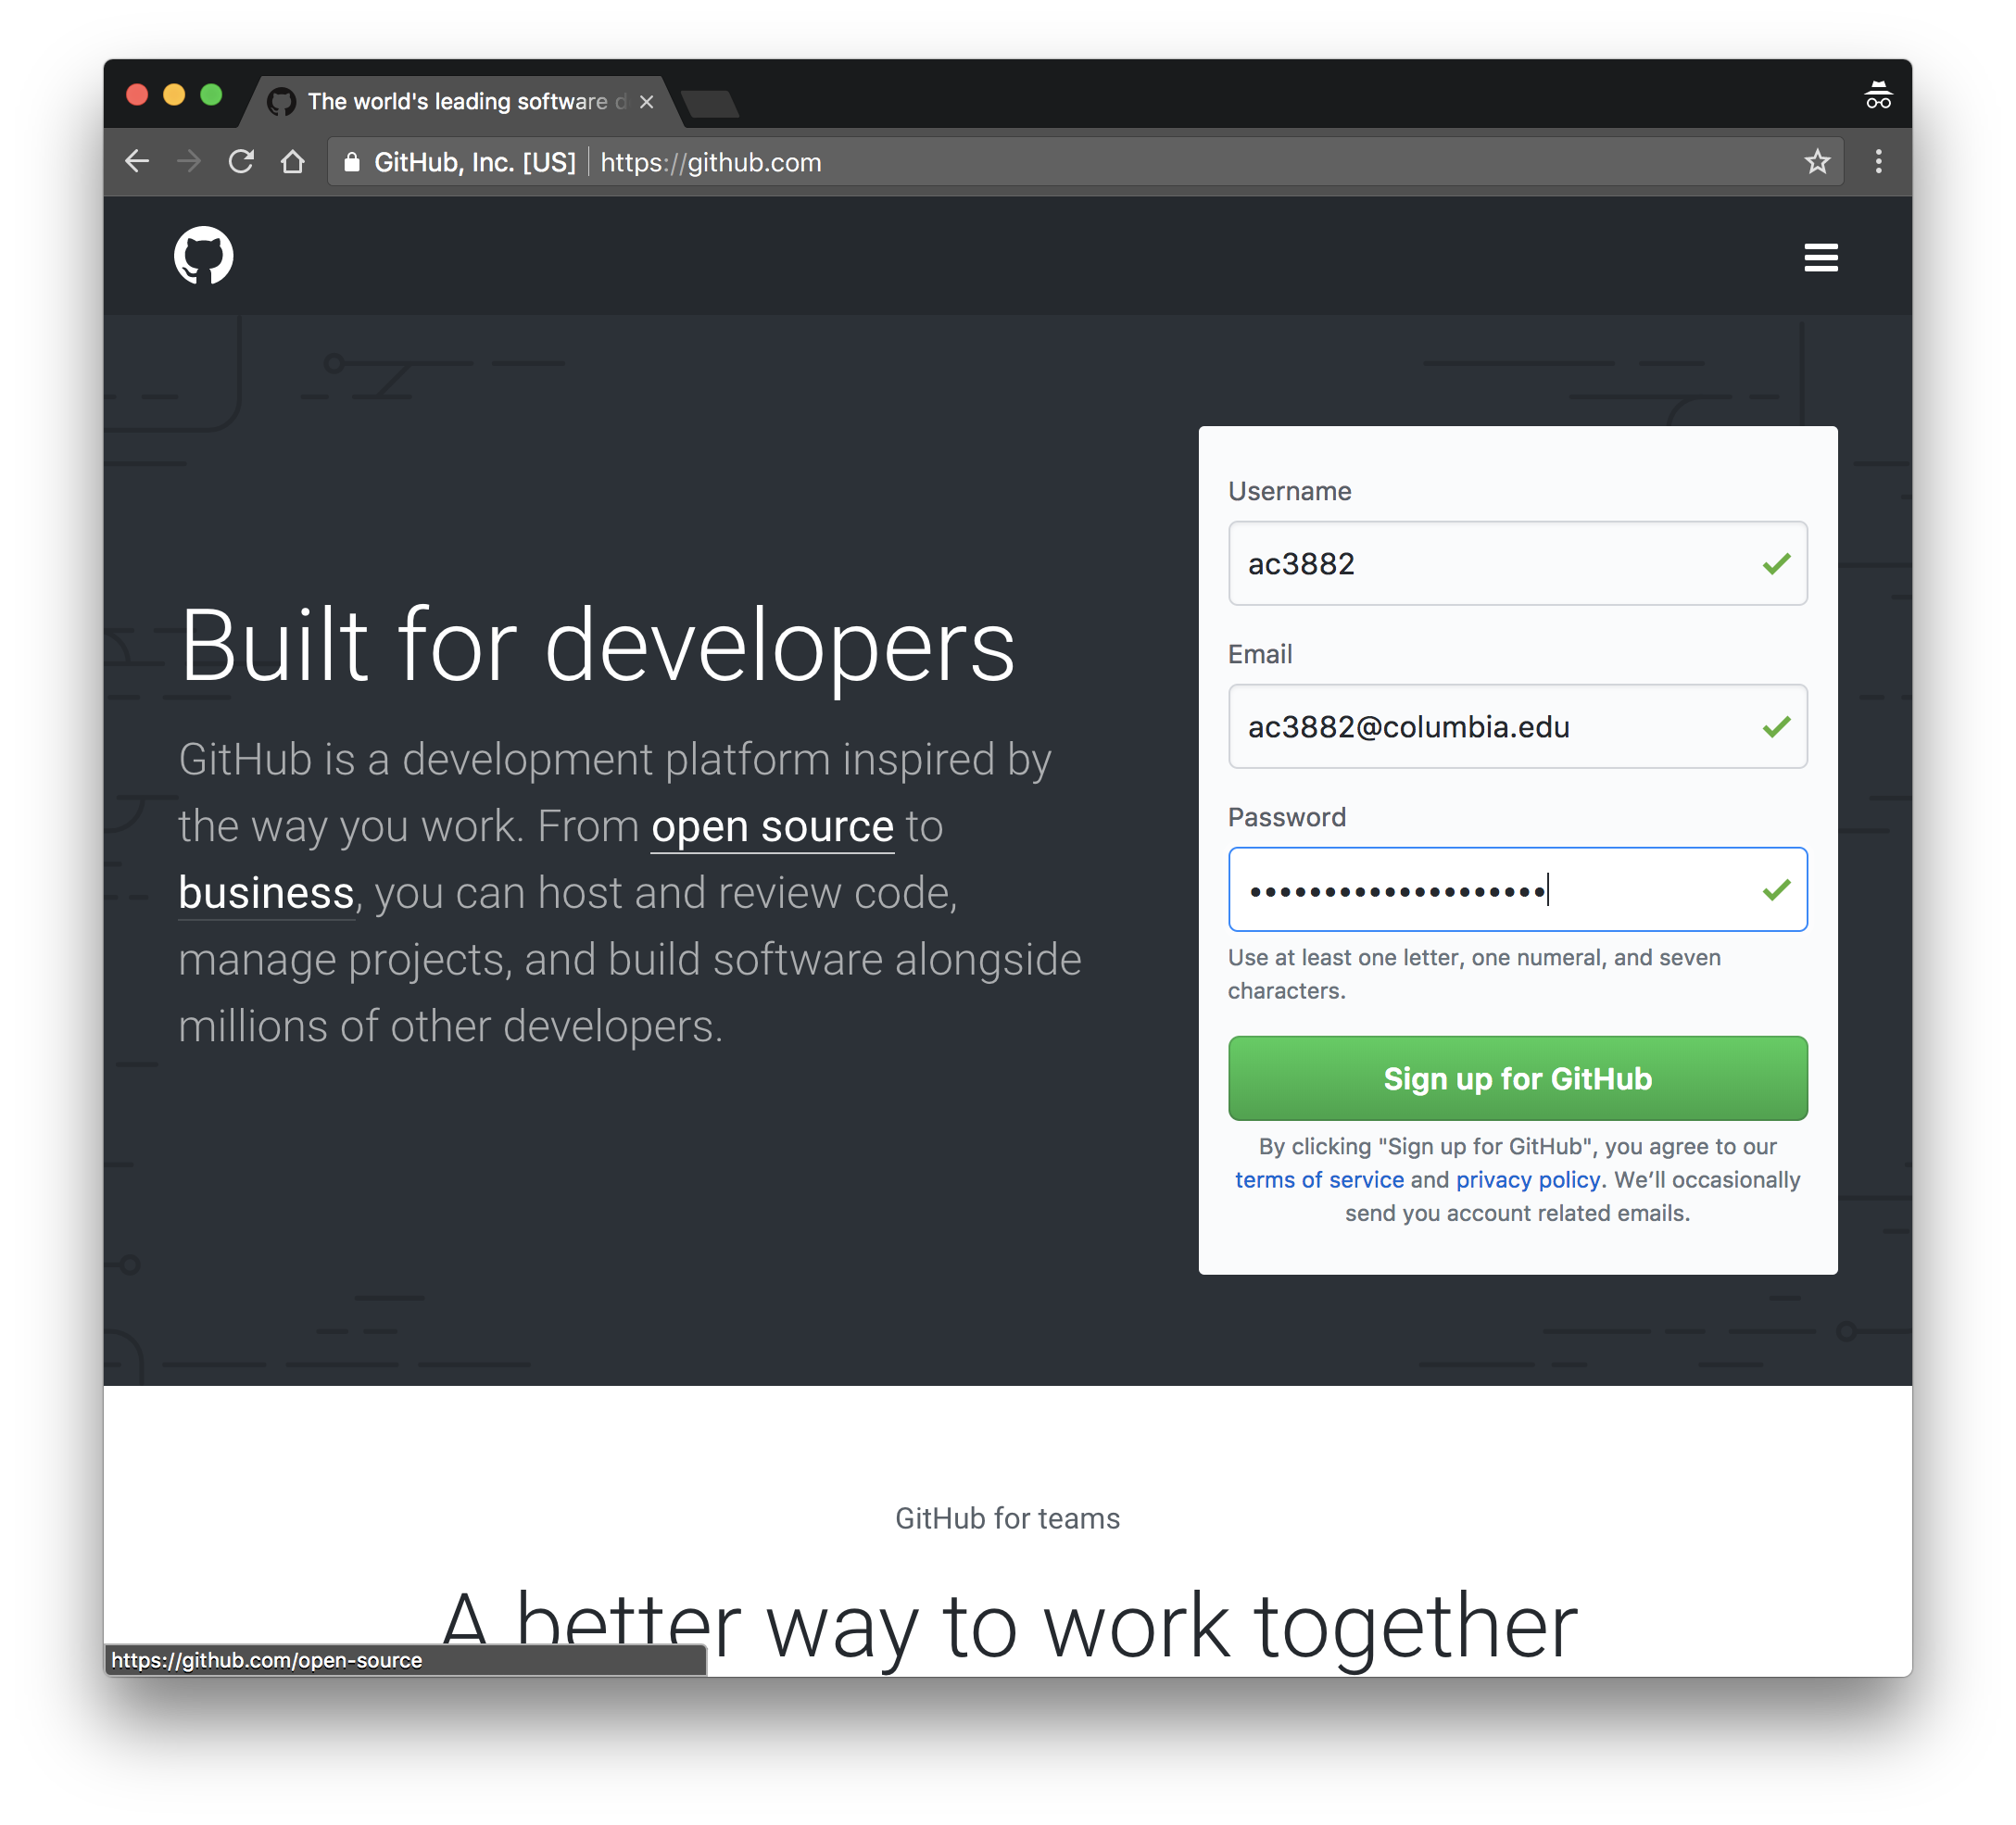 The world's leading software d
GitHub, Inc. [US] https://github.com
Built for developers
GitHub is a development platform inspired by
the way you work. From open source to
business, you can host and review code,
manage projects, and build software alongside
millions of other developers.
Username
ac3882
Email
ac3882@columbia.edu
Password
••••••••••••••••••••
Use at least one letter, one numeral, and seven
characters.
Sign up for GitHub
By clicking "Sign up for GitHub", you agree to our
terms of service and privacy policy. We’ll occasionally
send you account related emails.
GitHub for teams
A better way to work together
https://github.com/open-source